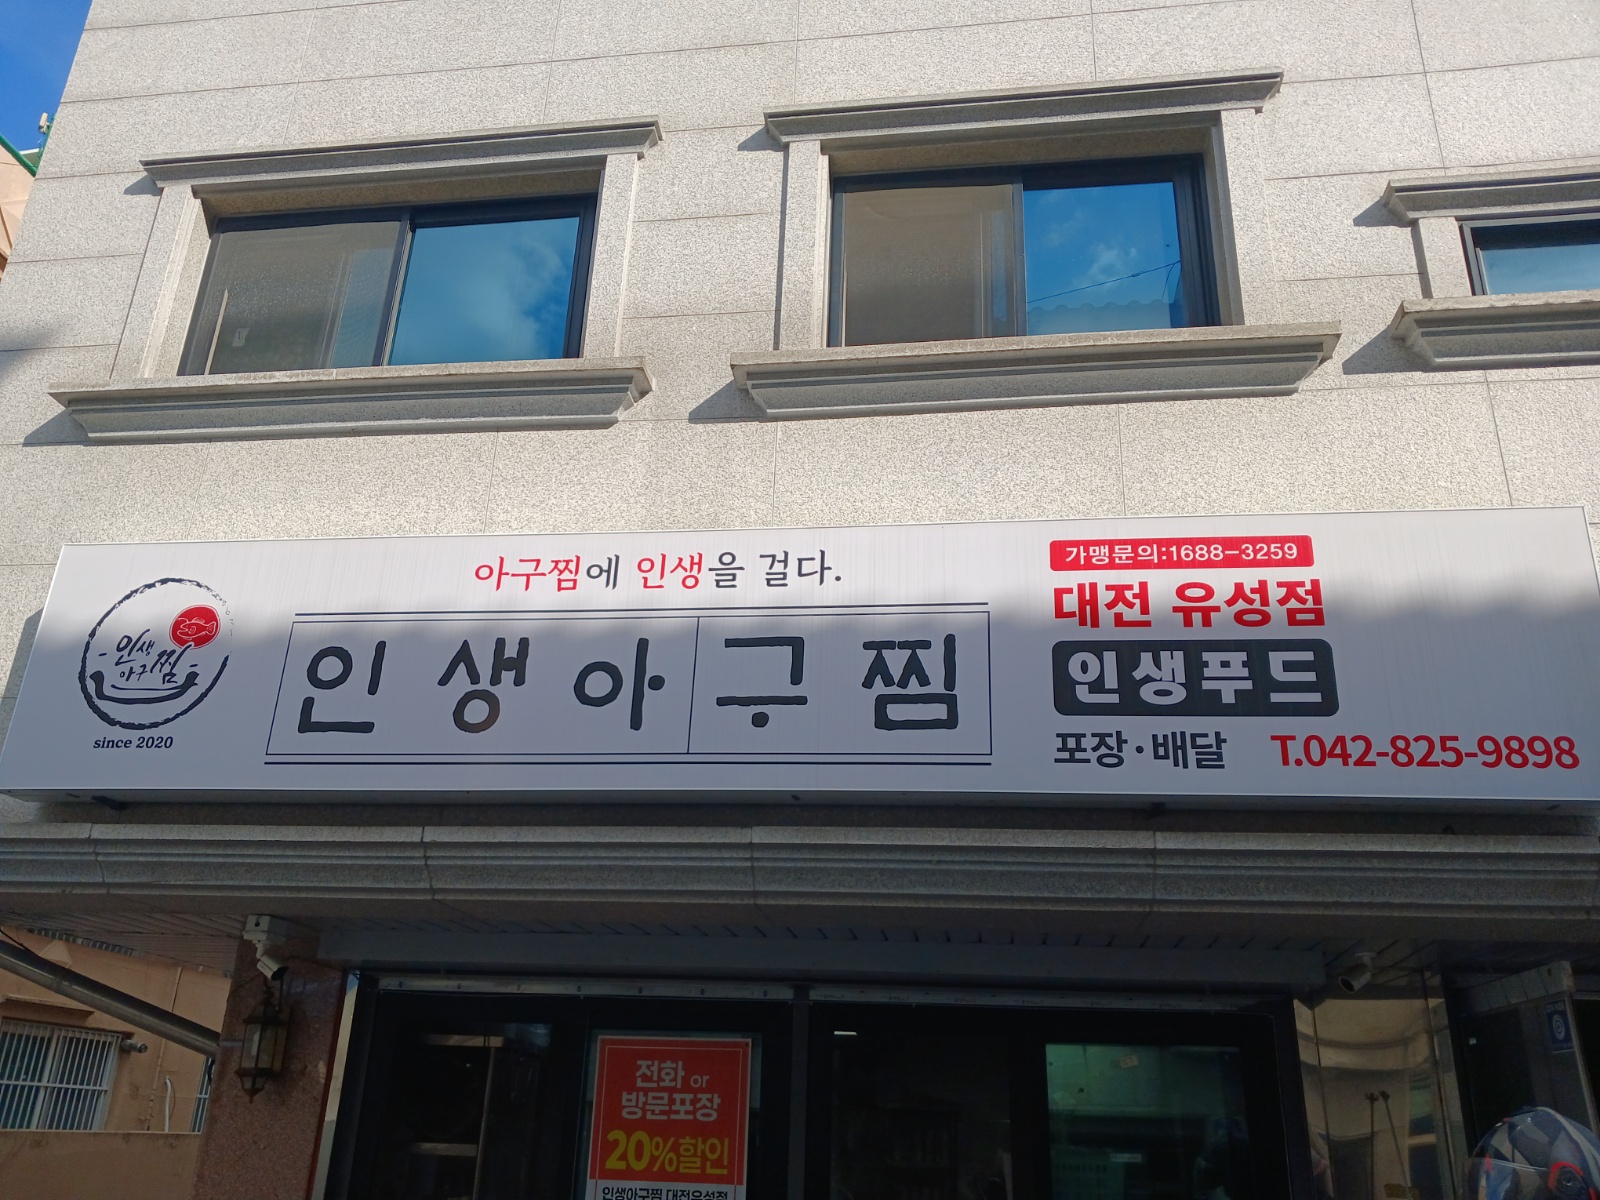 인생
아구찜
since 2020
아구찜에 인생을 걸다.
인생아구찜
가맹문의:1688-3259
대전 유성점
인생푸드
포장·배달 T.042-825-9898
전화 or
방문포장
20%할인
인생아구찜 대전유성점